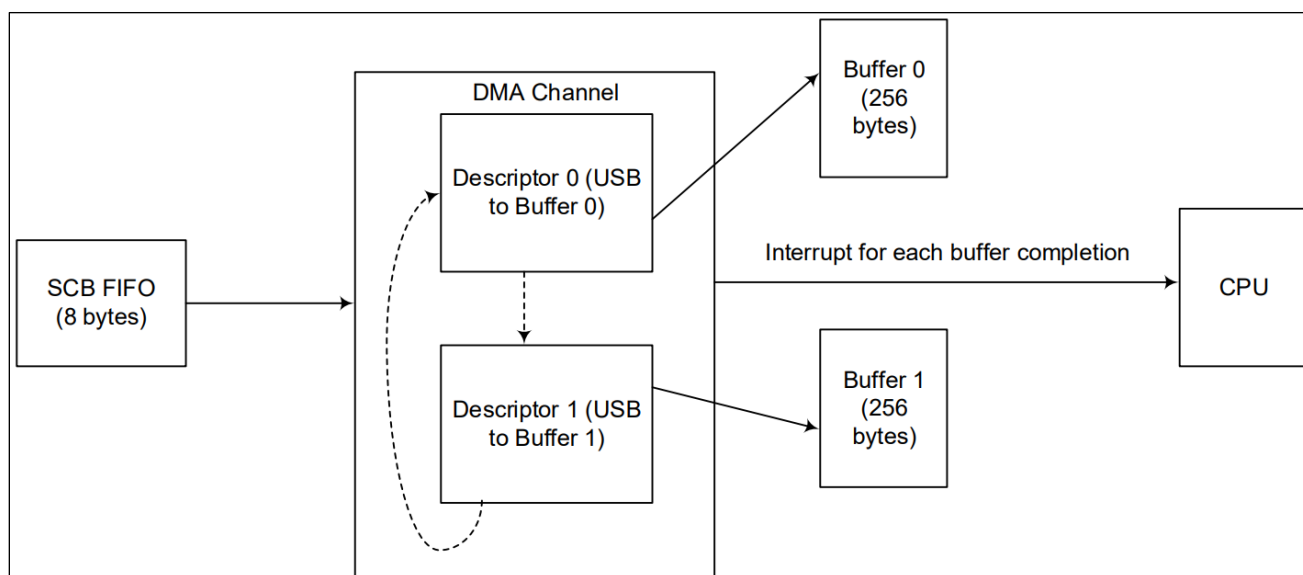 SCB FIFO
(8 bytes)
DMA Channel
Descriptor 0 (USB
to Buffer 0)
Descriptor 1 (USB
to Buffer 1)
Buffer 0
(256
bytes)
Interrupt for each buffer completion
Buffer 1
(256
bytes)
CPU